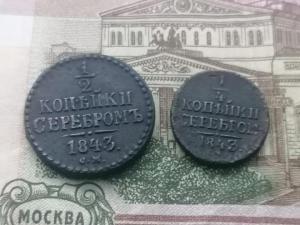 1/2
КОПѢЙКИ
СЕРЕБРОМЪ
1843.
С.М.
1/4
КОПѢЙКИ
СЕРЕБРОМЪ
1843.
МОСКВА